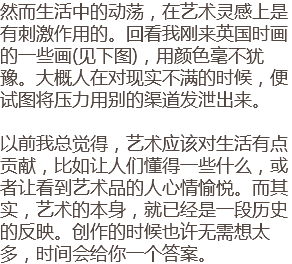 然而生活中的动荡，在艺术灵感上是
有刺激作用的。回看我刚来英国时画
的一些画(见下图)，用颜色毫不犹
豫。大概人在对现实不满的时候，便
试图将压力用别的渠道发泄出来。
以前我总觉得，艺术应该对生活有点
贡献，比如让人们懂得一些什么，或
者让看到艺术品的人心情愉悦。而其
实，艺术的本身，就已经是一段历史
的反映。创作的时候也许无需想太
多，时间会给你一个答案。